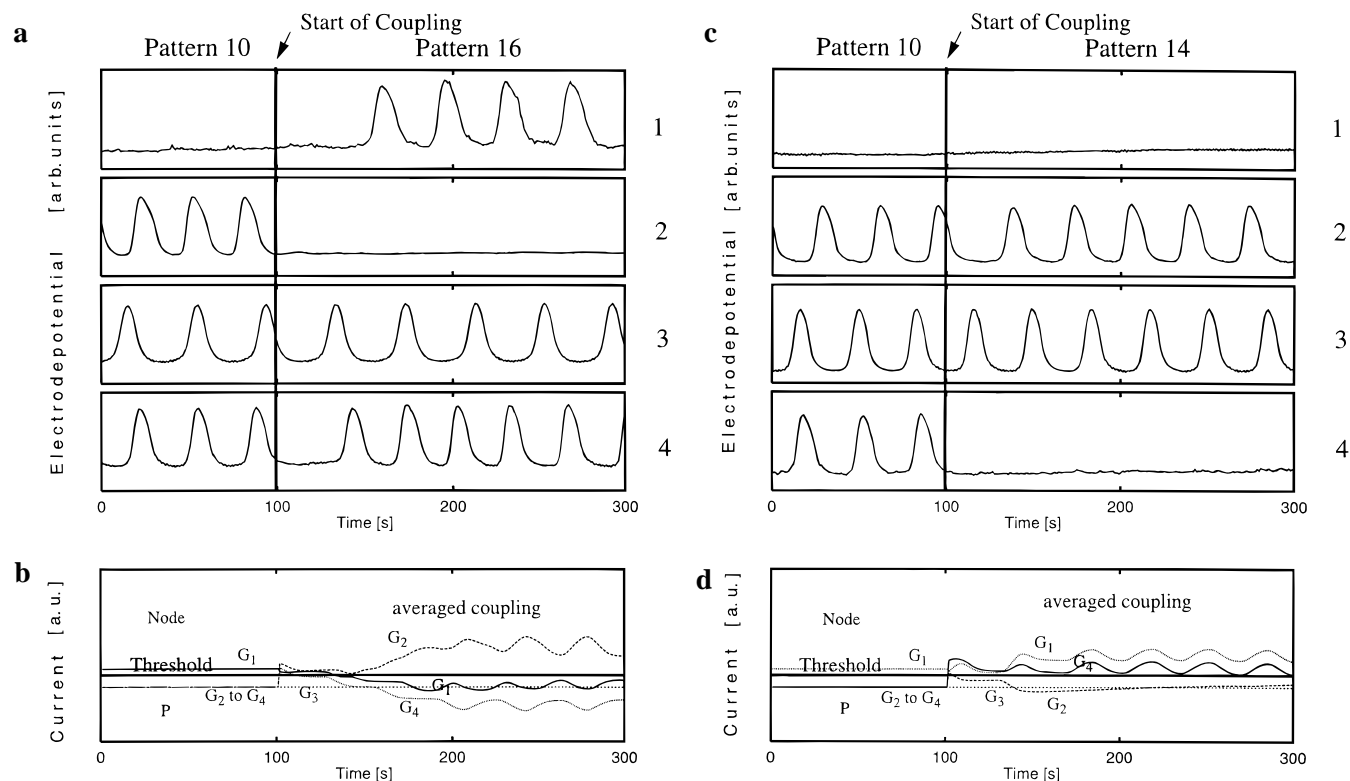 a
Start of Coupling
Pattern 10
Pattern 16
Electrodepotential [arb.units]
1
2
3
4
0
100
200
300
Time [s]
b
Current [a.u.]
Node
averaged coupling
G2
Threshold
G1
G2 to G4
G3
G1
G4
P
0
100
200
300
Time [s]
c
Start of Coupling
Pattern 10
Pattern 14
Electrodepotential [arb.units]
1
2
3
4
0
100
200
300
Time [s]
d
Current [a.u.]
Node
averaged coupling
G1
Threshold
G1
G4
G2 to G4
G3
G2
P
0
100
200
300
Time [s]